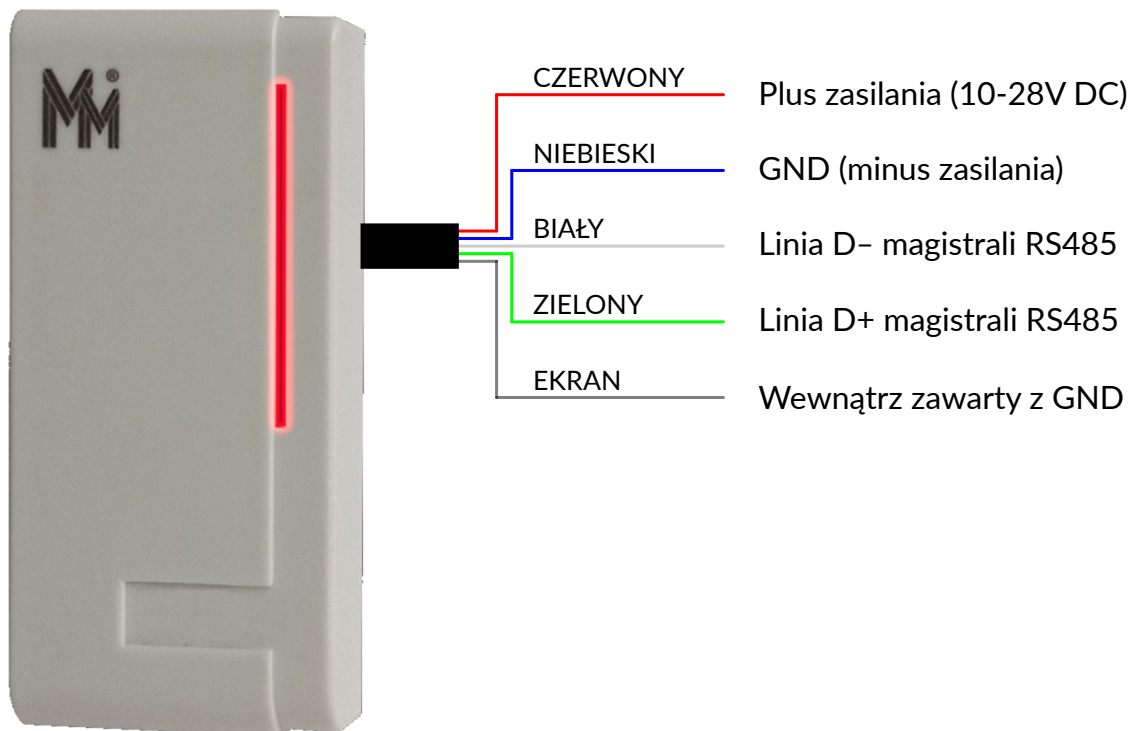 MM®
CZERWONY
Plus zasilania (10-28V DC)
NIEBIESKI
GND (minus zasilania)
BIAŁY
Linia D– magistrali RS485
ZIELONY
Linia D+ magistrali RS485
EKRAN
Wewnątrz zawarty z GND